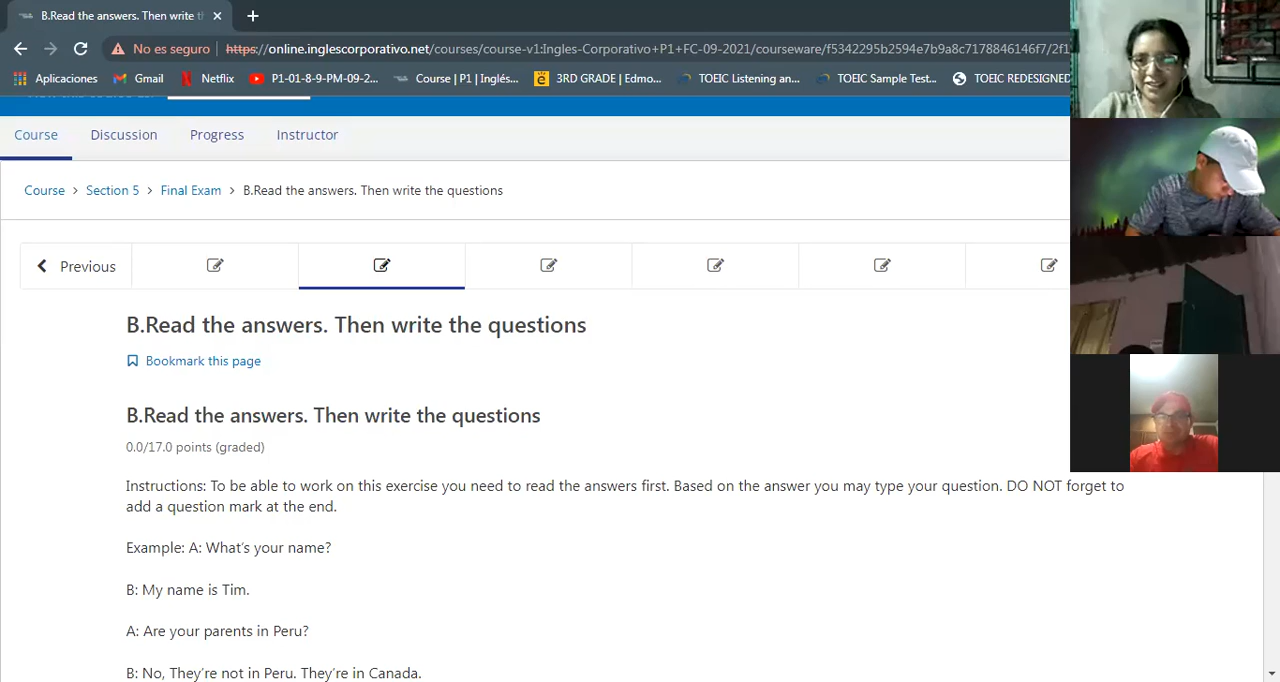 B.Read the answers. Then write th
No es seguro https://online.inglescorporativo.net/courses/course-v1:Ingles-Corporativo+P1+FC-09-2021/courseware/f5342295b2594e7b9a8c7178846146f7/2f1
Aplicaciones Gmail Netflix P1-01-8-9-PM-09-2... Course | P1 | Inglés... 3RD GRADE | Edmo... TOEIC Listening an... TOEIC Sample Test... TOEIC REDESIGNED
Course Discussion Progress Instructor
Course > Section 5 > Final Exam > B.Read the answers. Then write the questions
Previous
B.Read the answers. Then write the questions
Bookmark this page
B.Read the answers. Then write the questions
0.0/17.0 points (graded)
Instructions: To be able to work on this exercise you need to read the answers first. Based on the answer you may type your question. DO NOT forget to
add a question mark at the end.
Example: A: What's your name?
B: My name is Tim.
A: Are your parents in Peru?
B: No, They're not in Peru. They're in Canada.